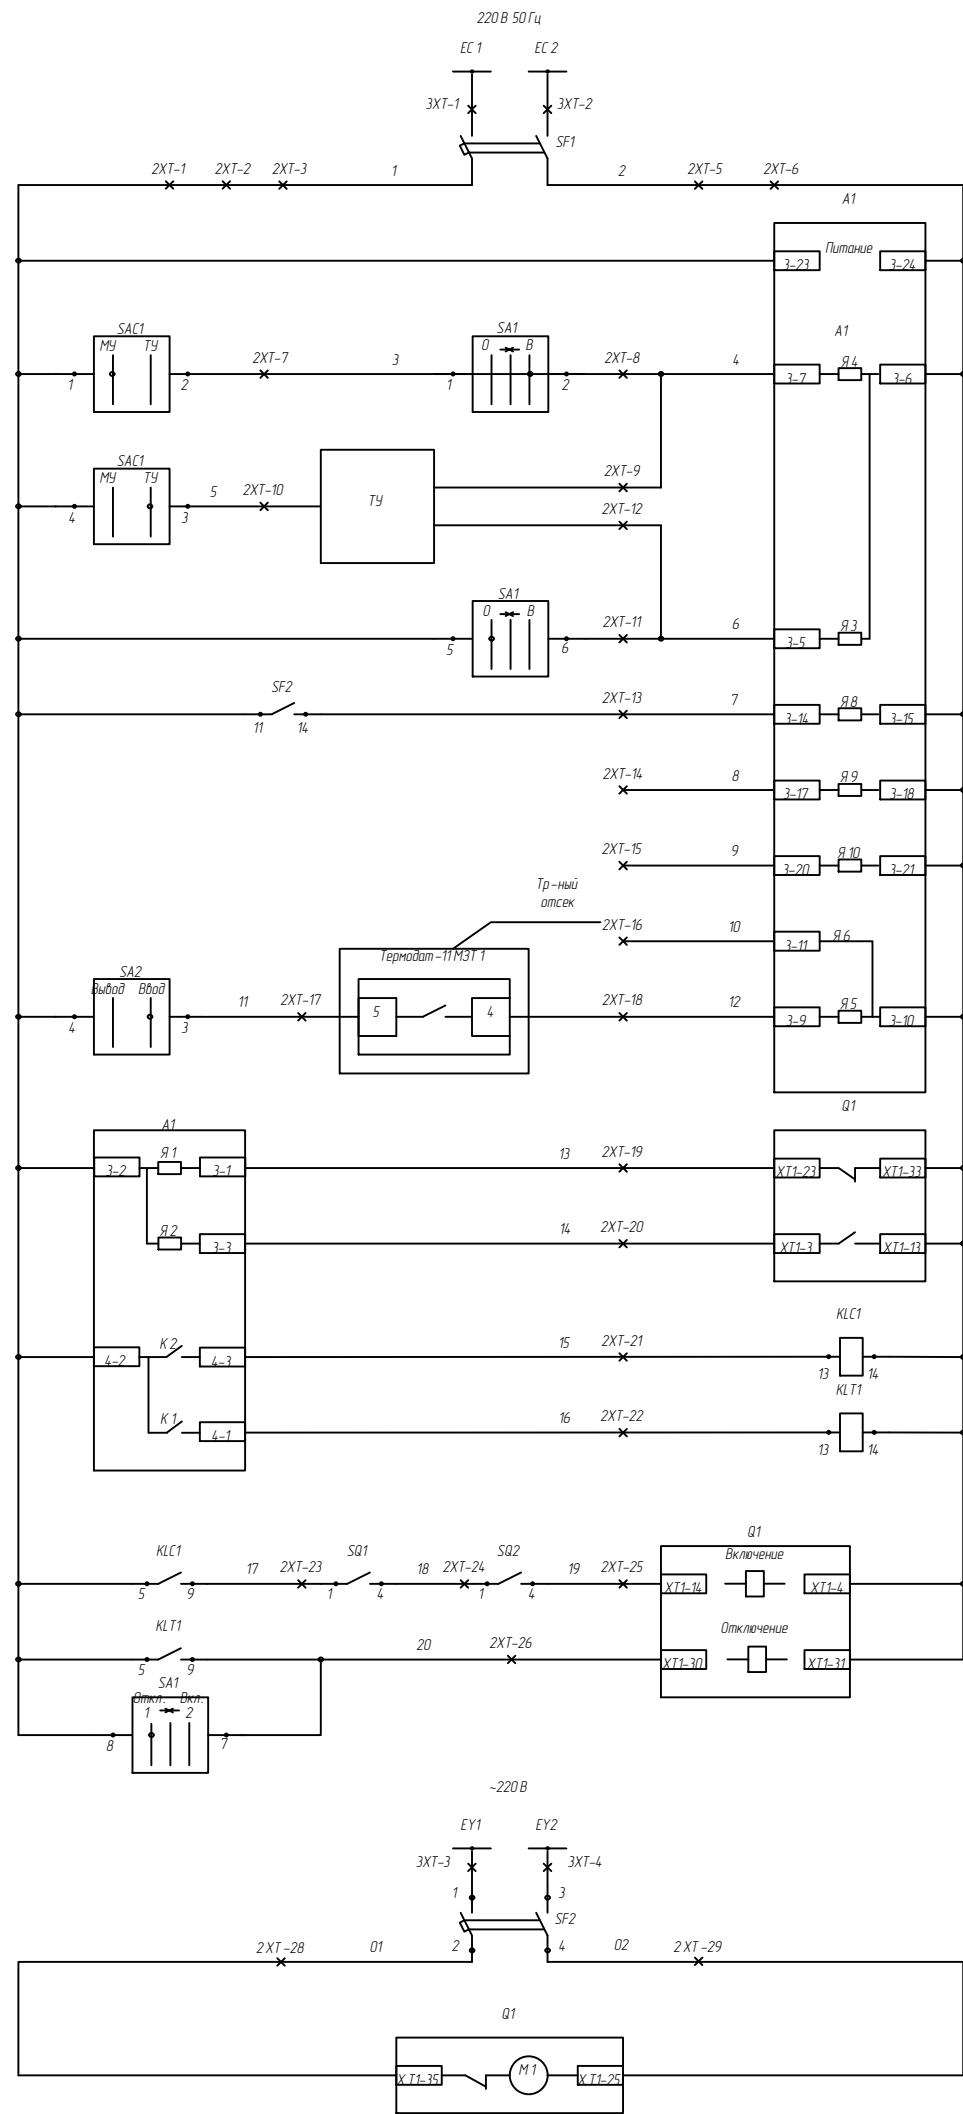 220 В 50 Гц
ЕС 1 ЕС 2
3ХТ-1 3ХТ-2
SF1
2ХТ-1 2ХТ-2 2ХТ-3 1 2 2ХТ-5 2ХТ-6
А1
Питание
3-23 3-24
SAC1 SA1 А1
МУ ТУ О В
2ХТ-7 3 2ХТ-8 4 Я 4
1 2 1 2 3-7 3-6
SAC1
МУ ТУ 2ХТ-9
5 2ХТ-10 ТУ
4 3 2ХТ-12
SA1
О В
2ХТ-11 6 Я 3
5 6 3-5
SF2 2ХТ-13 7 Я 8
11 14 3-14 3-15
2ХТ-14 8 Я 9
3-17 3-18
2ХТ-15 9 Я 10
3-20 3-21
Тр-ный
отсек
2ХТ-16 10 Я 6
3-11
Термодат-11М3Т1
SA2
Вывод Ввод
11 2ХТ-17 5 4 2ХТ-18 12 Я 5
4 3 3-9 3-10
А1 Q1
Я 1 13 2ХТ-19
3-2 3-1 ХТ1-23 ХТ1-33
Я 2 14 2ХТ-20
3-3 ХТ1-3 ХТ1-13
KLC1
К 2 15 2ХТ-21
4-2 4-3 13 14
KLT1
К 1 16 2ХТ-22
4-1 13 14
Q1
KLC1 SQ1 SQ2 Включение
17 2ХТ-23 18 2ХТ-24 19 2ХТ-25
5 9 1 4 1 4 ХТ1-14 ХТ1-4
KLT1 Отключение
20 2ХТ-26
5 9 ХТ1-30 ХТ1-31
SA1
Откл. Вкл.
1 2
8 7
~220 В
EY1 EY2
3ХТ-3 3ХТ-4
1 3
SF2
2 4
2 ХТ-28 01 02 2 ХТ-29
Q1
Х Т1-35 М 1 Х Т1-25